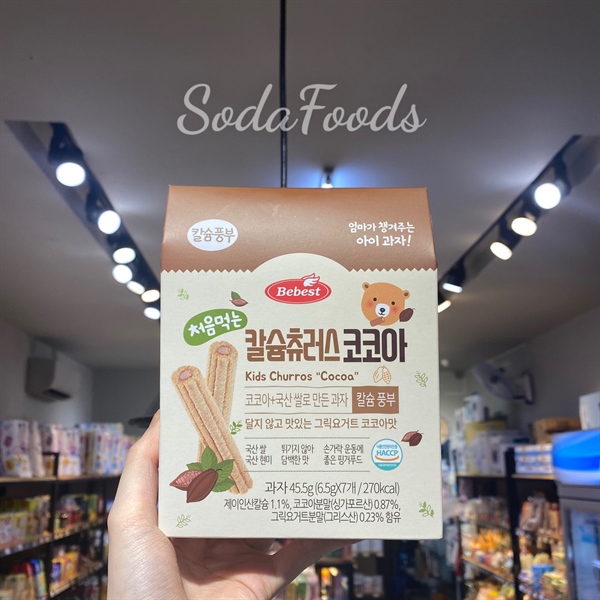 SodaFoods
칼슘풍부
엄마가 챙겨주는
아이 과자!
Bebest
처음먹는
칼슘츄러스 코코아
Kids Churros "Cocoa"
코코아+국산 쌀로 만든 과자 칼슘 풍부
달지 않고 맛있는 그릭요거트 코코아맛
국산 쌀 튀기지 않아 손가락 운동에
국산 현미 담백한 맛 좋은 핑거푸드
HACCP
과자 45.5g (6.5gX7개 / 270kcal)
제이인산칼슘 1.1%, 코코아분말(싱가포르산) 0.87%,
그릭요거트분말(그리스산) 0.23% 함유